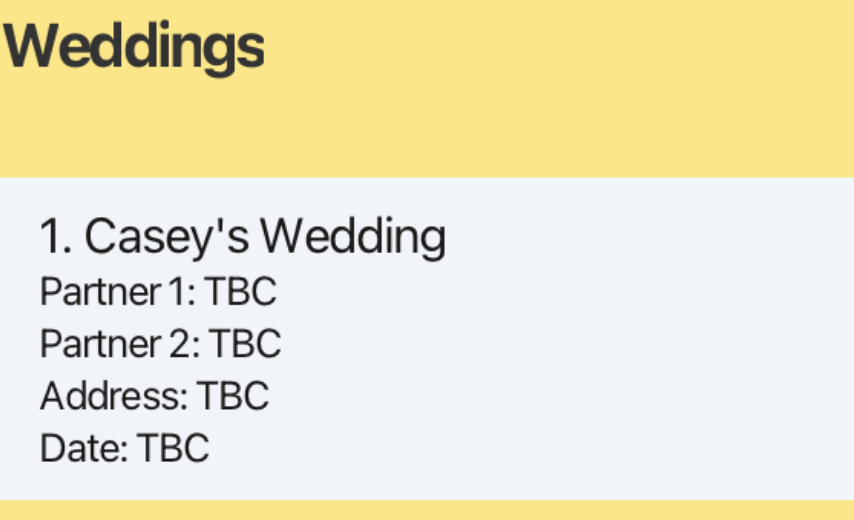 Weddings
1. Casey's Wedding
Partner 1: TBC
Partner 2: TBC
Address: TBC
Date: TBC